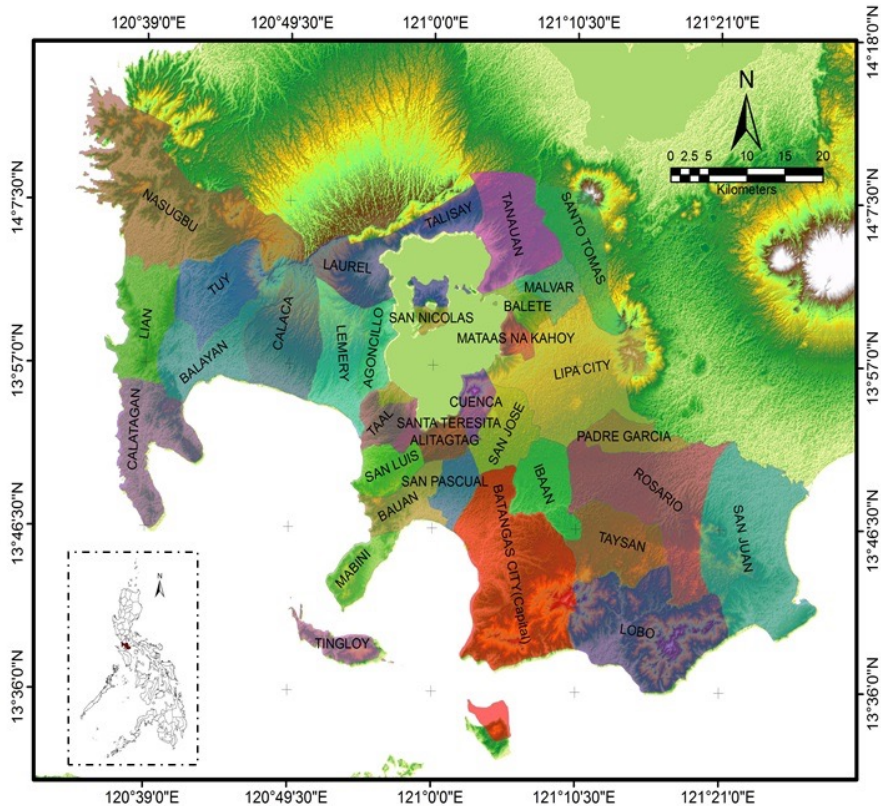 120°39'0"E 120°49'30"E 121°0'0"E 121°10'30"E 121°21'0"E
14°18'0"N
N
0 2.5 5 10 15 20
Kilometers
14°7'30"N 14°7'30"N
NASUGBU
TALISAY
TANAUAN
SANTO TOMAS
LAUREL
TUY
MALVAR
BALETE
LIAN
CALACA
SAN NICOLAS
LEMERY
AGONCILLO
MATAAS NA KAHOY
BALAYAN
LIPA CITY
13°57'0"N 13°57'0"N
CALATAGAN
CUENCA
TAAL
SANTA TERESITA
ALITAGTAG
SAN JOSE
PADRE GARCIA
SAN LUIS
SAN PASCUAL
IBAAN
ROSARIO
BAUAN
BATANGAS CITY(Capital)
SAN JUAN
13°46'30"N 13°46'30"N
TAYSAN
MABINI
N
TINGLOY
LOBO
13°36'0"N 13°36'0"N
120°39'0"E 120°49'30"E 121°0'0"E 121°10'30"E 121°21'0"E